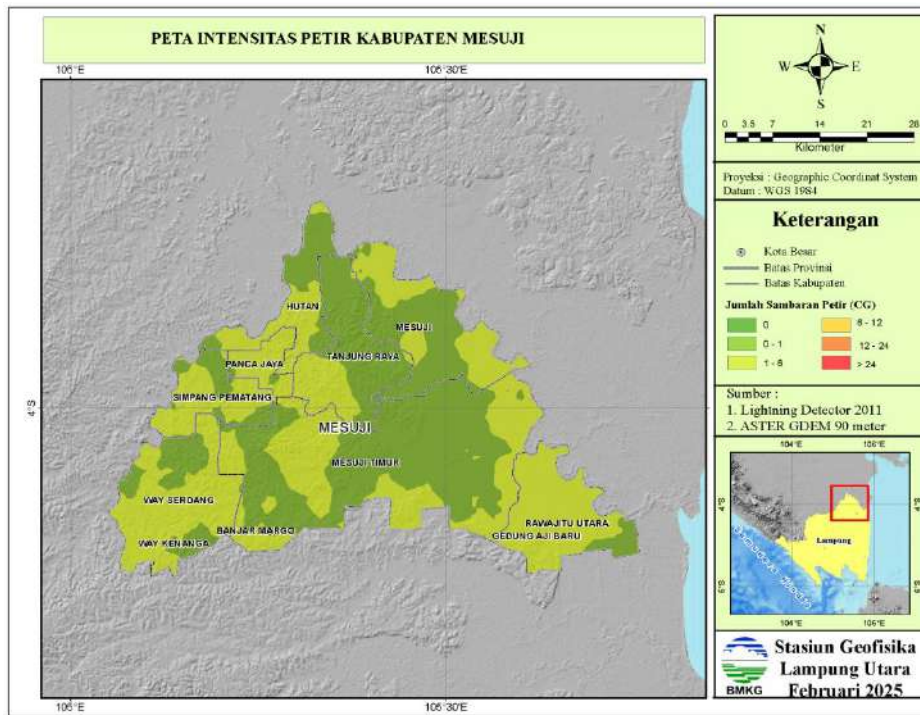 PETA INTENSITAS PETIR KABUPATEN MESUJI
105°E
105°30'E
4°S
HUTAN
MESUJI
TANJUNG RAYA
PANCA JAYA
SIMPANG PEMATANG
MESUJI
MESUJI TIMUR
WAY SERDANG
RAWAJITU UTARA
BANJAR MARGO
GEDUNG AJI BARU
WAY KENANGA
105°E
105°30'E
N
W E
S
0 3.5 7 14 21 28
Kilometer
Proyeksi : Geographic Coordinat System
Datum : WGS 1984
Keterangan
Kota Besar
Batas Provinsi
Batas Kabupaten
Jumlah Sambaran Petir (CG)
0
0 - 1
1 - 6
6 - 12
12 - 24
> 24
Sumber :
1. Lightning Detector 2011
2. ASTER GDEM 90 meter
104°E 106°E
4°S 4°S
Lampung
6°S 6°S
104°E 106°E
BMKG
Stasiun Geofisika
Lampung Utara
Februari 2025